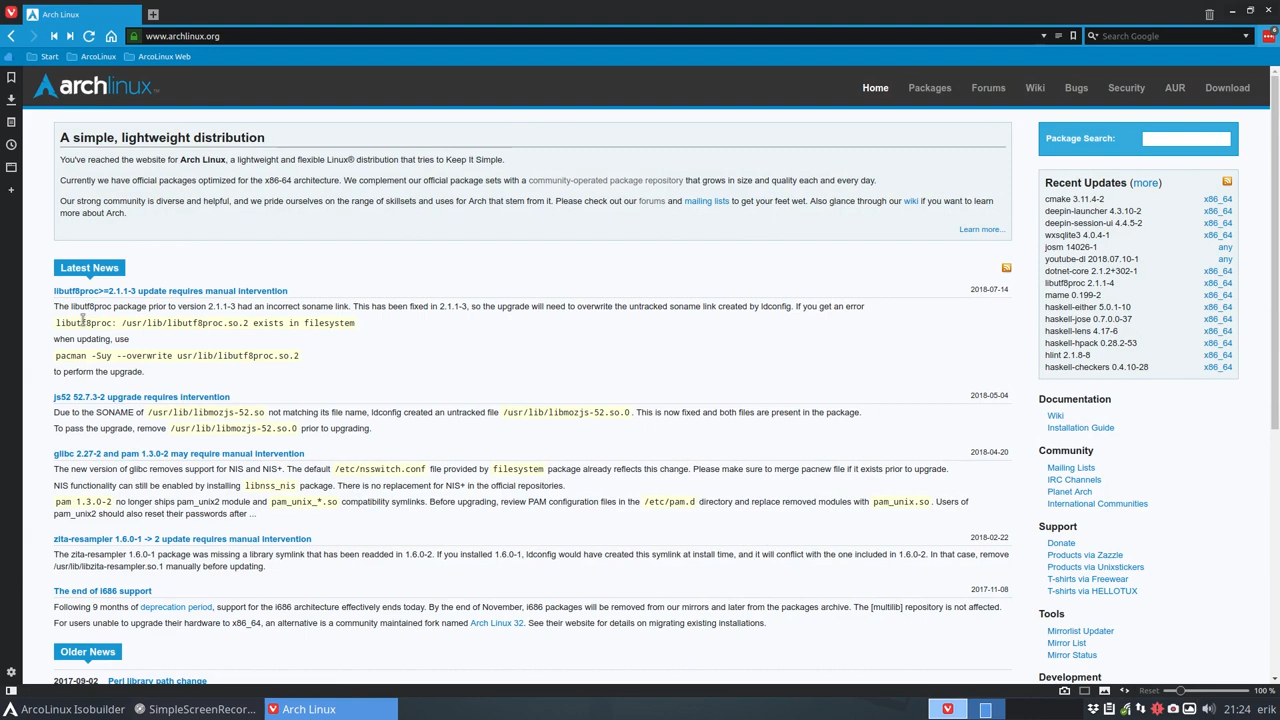 Arch Linux
www.archlinux.org
Search Google
6
Start ArcoLinux ArcoLinux Web
archlinux
Home Packages Forums Wiki Bugs Security AUR Download
A simple, lightweight distribution
You've reached the website for Arch Linux, a lightweight and flexible Linux® distribution that tries to Keep It Simple.
Currently we have official packages optimized for the x86-64 architecture. We complement our official package sets with a community-operated package repository that grows in size and quality each and every day.
Our strong community is diverse and helpful, and we pride ourselves on the range of skillsets and uses for Arch that stem from it. Please check out our forums and mailing lists to get your feet wet. Also glance through our wiki if you want to learn
more about Arch.
Learn more...
Latest News
libutf8proc>=2.1.1-3 update requires manual intervention 2018-07-14
The libutf8proc package prior to version 2.1.1-3 had an incorrect soname link. This has been fixed in 2.1.1-3, so the upgrade will need to overwrite the untracked soname link created by ldconfig. If you get an error
libutf8proc: /usr/lib/libutf8proc.so.2 exists in filesystem
when updating, use
pacman -Suy --overwrite usr/lib/libutf8proc.so.2
to perform the upgrade.
js52 52.7.3-2 upgrade requires intervention 2018-05-04
Due to the SONAME of /usr/lib/libmozjs-52.so not matching its file name, ldconfig created an untracked file /usr/lib/libmozjs-52.so.0. This is now fixed and both files are present in the package.
To pass the upgrade, remove /usr/lib/libmozjs-52.so.0 prior to upgrading.
glibc 2.27-2 and pam 1.3.0-2 may require manual intervention 2018-04-20
The new version of glibc removes support for NIS and NIS+. The default /etc/nsswitch.conf file provided by filesystem package already reflects this change. Please make sure to merge pacnew file if it exists prior to upgrade.
NIS functionality can still be enabled by installing libnss_nis package. There is no replacement for NIS+ in the official repositories.
pam 1.3.0-2 no longer ships pam_unix2 module and pam_unix_*.so compatibility symlinks. Before upgrading, review PAM configuration files in the /etc/pam.d directory and replace removed modules with pam_unix.so. Users of
pam_unix2 should also reset their passwords after ...
zita-resampler 1.6.0-1 -> 2 update requires manual intervention 2018-02-22
The zita-resampler 1.6.0-1 package was missing a library symlink that has been readded in 1.6.0-2. If you installed 1.6.0-1, ldconfig would have created this symlink at install time, and it will conflict with the one included in 1.6.0-2. In that case, remove
/usr/lib/libzita-resampler.so.1 manually before updating.
The end of i686 support 2017-11-08
Following 9 months of deprecation period, support for the i686 architecture effectively ends today. By the end of November, i686 packages will be removed from our mirrors and later from the packages archive. The [multilib] repository is not affected.
For users unable to upgrade their hardware to x86_64, an alternative is a community maintained fork named Arch Linux 32. See their website for details on migrating existing installations.
Older News
2017-09-02 Perl library path change
Package Search:
Recent Updates (more)
cmake 3.11.4-2 x86_64
deepin-launcher 4.3.10-2 x86_64
deepin-session-ui 4.4.5-2 x86_64
wxsqlite3 4.0.4-1 x86_64
josm 14026-1 any
youtube-dl 2018.07.10-1 any
dotnet-core 2.1.2+302-1 x86_64
libutf8proc 2.1.1-4 x86_64
mame 0.199-2 x86_64
haskell-either 5.0.1-10 x86_64
haskell-jose 0.7.0.0-37 x86_64
haskell-lens 4.17-6 x86_64
haskell-hpack 0.28.2-53 x86_64
hlint 2.1.8-8 x86_64
haskell-checkers 0.4.10-28 x86_64
Documentation
Wiki
Installation Guide
Community
Mailing Lists
IRC Channels
Planet Arch
International Communities
Support
Donate
Products via Zazzle
Products via Unixstickers
T-shirts via Freewear
T-shirts via HELLOTUX
Tools
Mirrorlist Updater
Mirror List
Mirror Status
Development
Reset 100 %
ArcoLinux Isobuilder SimpleScreenRecor... Arch Linux 21:24 erik